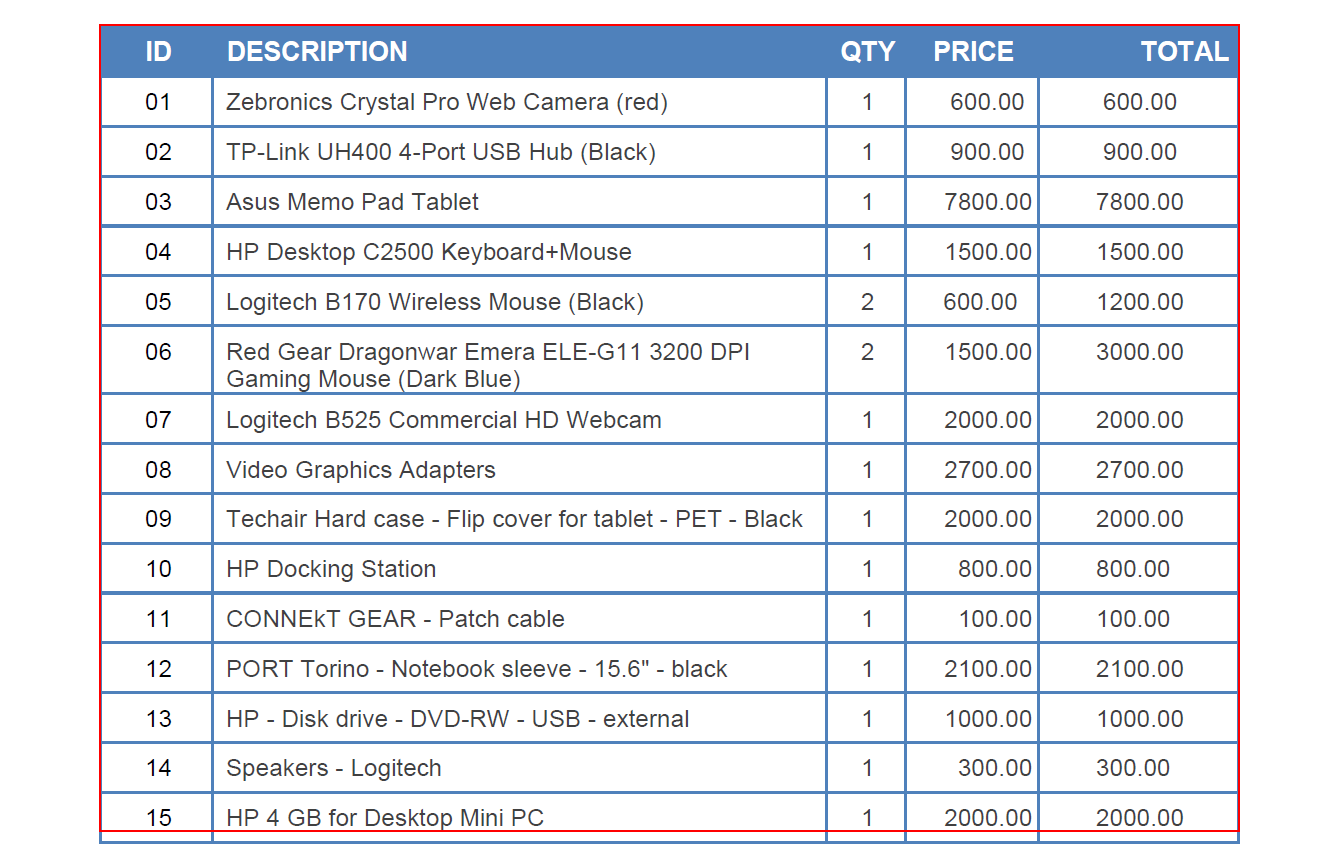 ID DESCRIPTION QTY PRICE TOTAL
01 Zebronics Crystal Pro Web Camera (red) 1 600.00 600.00
02 TP-Link UH400 4-Port USB Hub (Black) 1 900.00 900.00
03 Asus Memo Pad Tablet 1 7800.00 7800.00
04 HP Desktop C2500 Keyboard+Mouse 1 1500.00 1500.00
05 Logitech B170 Wireless Mouse (Black) 2 600.00 1200.00
06 Red Gear Dragonwar Emera ELE-G11 3200 DPI 2 1500.00 3000.00
Gaming Mouse (Dark Blue)
07 Logitech B525 Commercial HD Webcam 1 2000.00 2000.00
08 Video Graphics Adapters 1 2700.00 2700.00
09 Techair Hard case - Flip cover for tablet - PET - Black 1 2000.00 2000.00
10 HP Docking Station 1 800.00 800.00
11 CONNEkT GEAR - Patch cable 1 100.00 100.00
12 PORT Torino - Notebook sleeve - 15.6" - black 1 2100.00 2100.00
13 HP - Disk drive - DVD-RW - USB - external 1 1000.00 1000.00
14 Speakers - Logitech 1 300.00 300.00
15 HP 4 GB for Desktop Mini PC 1 2000.00 2000.00